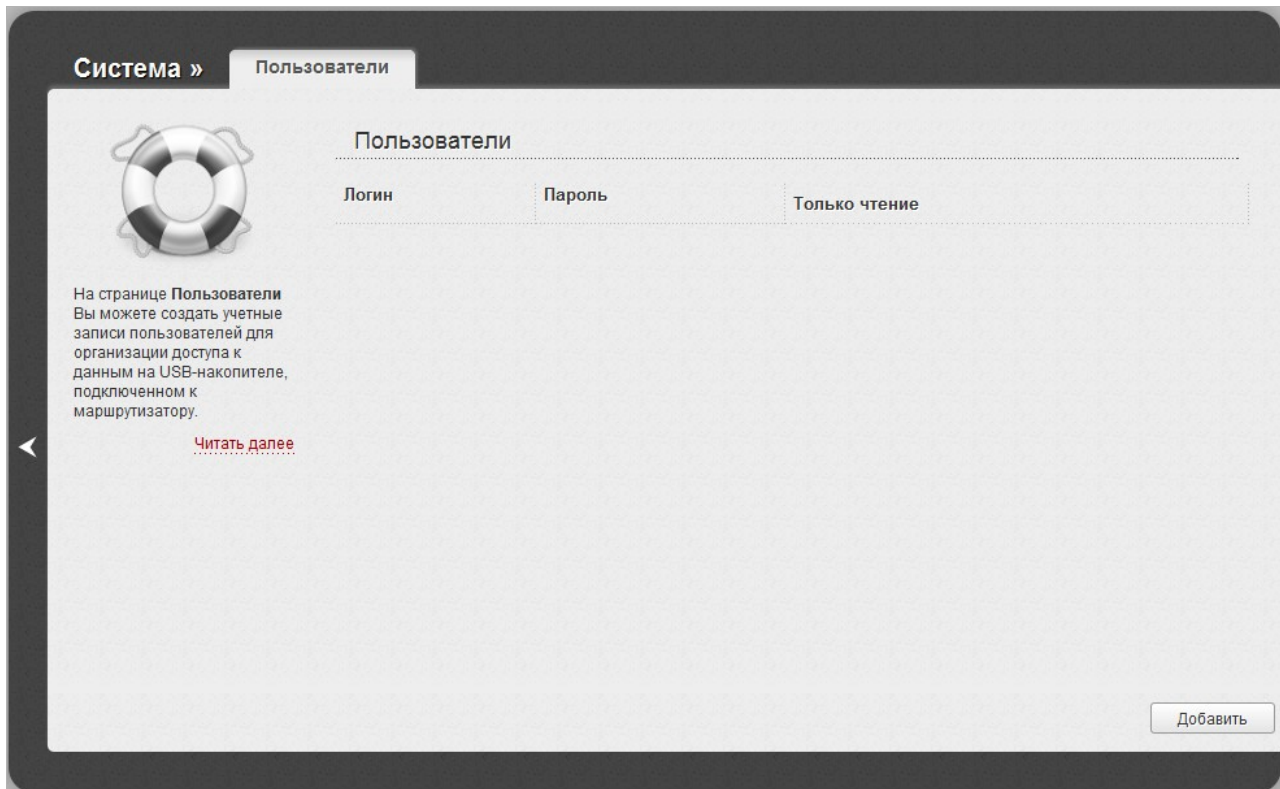 Система » Пользователи
Пользователи
Логин Пароль Только чтение
На странице Пользователи
Вы можете создать учетные
записи пользователей для
организации доступа к
данным на USB-накопителе,
подключенном к
маршрутизатору.
Читать далее
Добавить